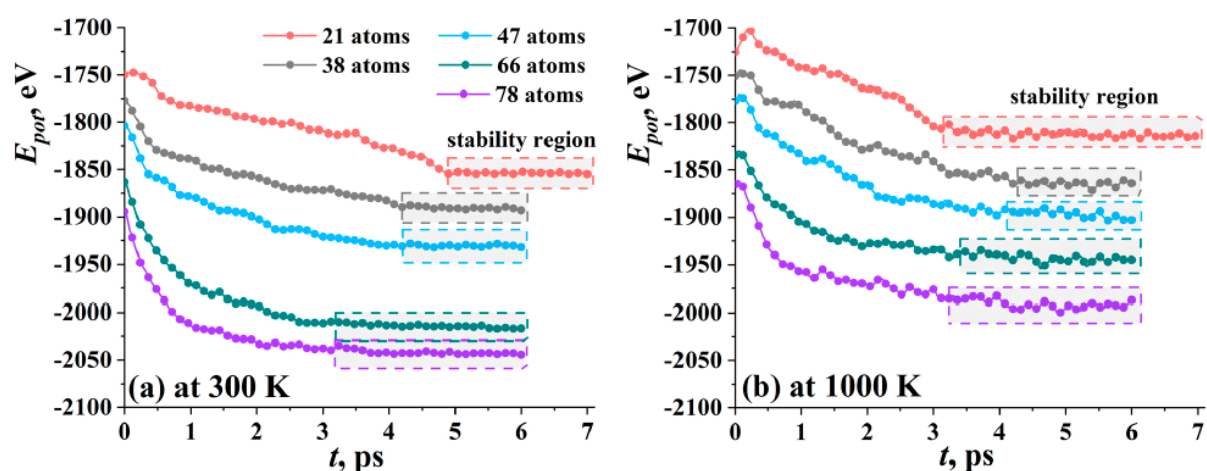 -1700
-1750
-1800
-1850
-1900
-1950
-2000
-2050
-2100
E_pot, eV
21 atoms
38 atoms
47 atoms
66 atoms
78 atoms
stability region
(a) at 300 K
0 1 2 3 4 5 6 7
t, ps
-1700
-1750
-1800
-1850
-1900
-1950
-2000
-2050
-2100
E_pot, eV
stability region
(b) at 1000 K
0 1 2 3 4 5 6 7
t, ps